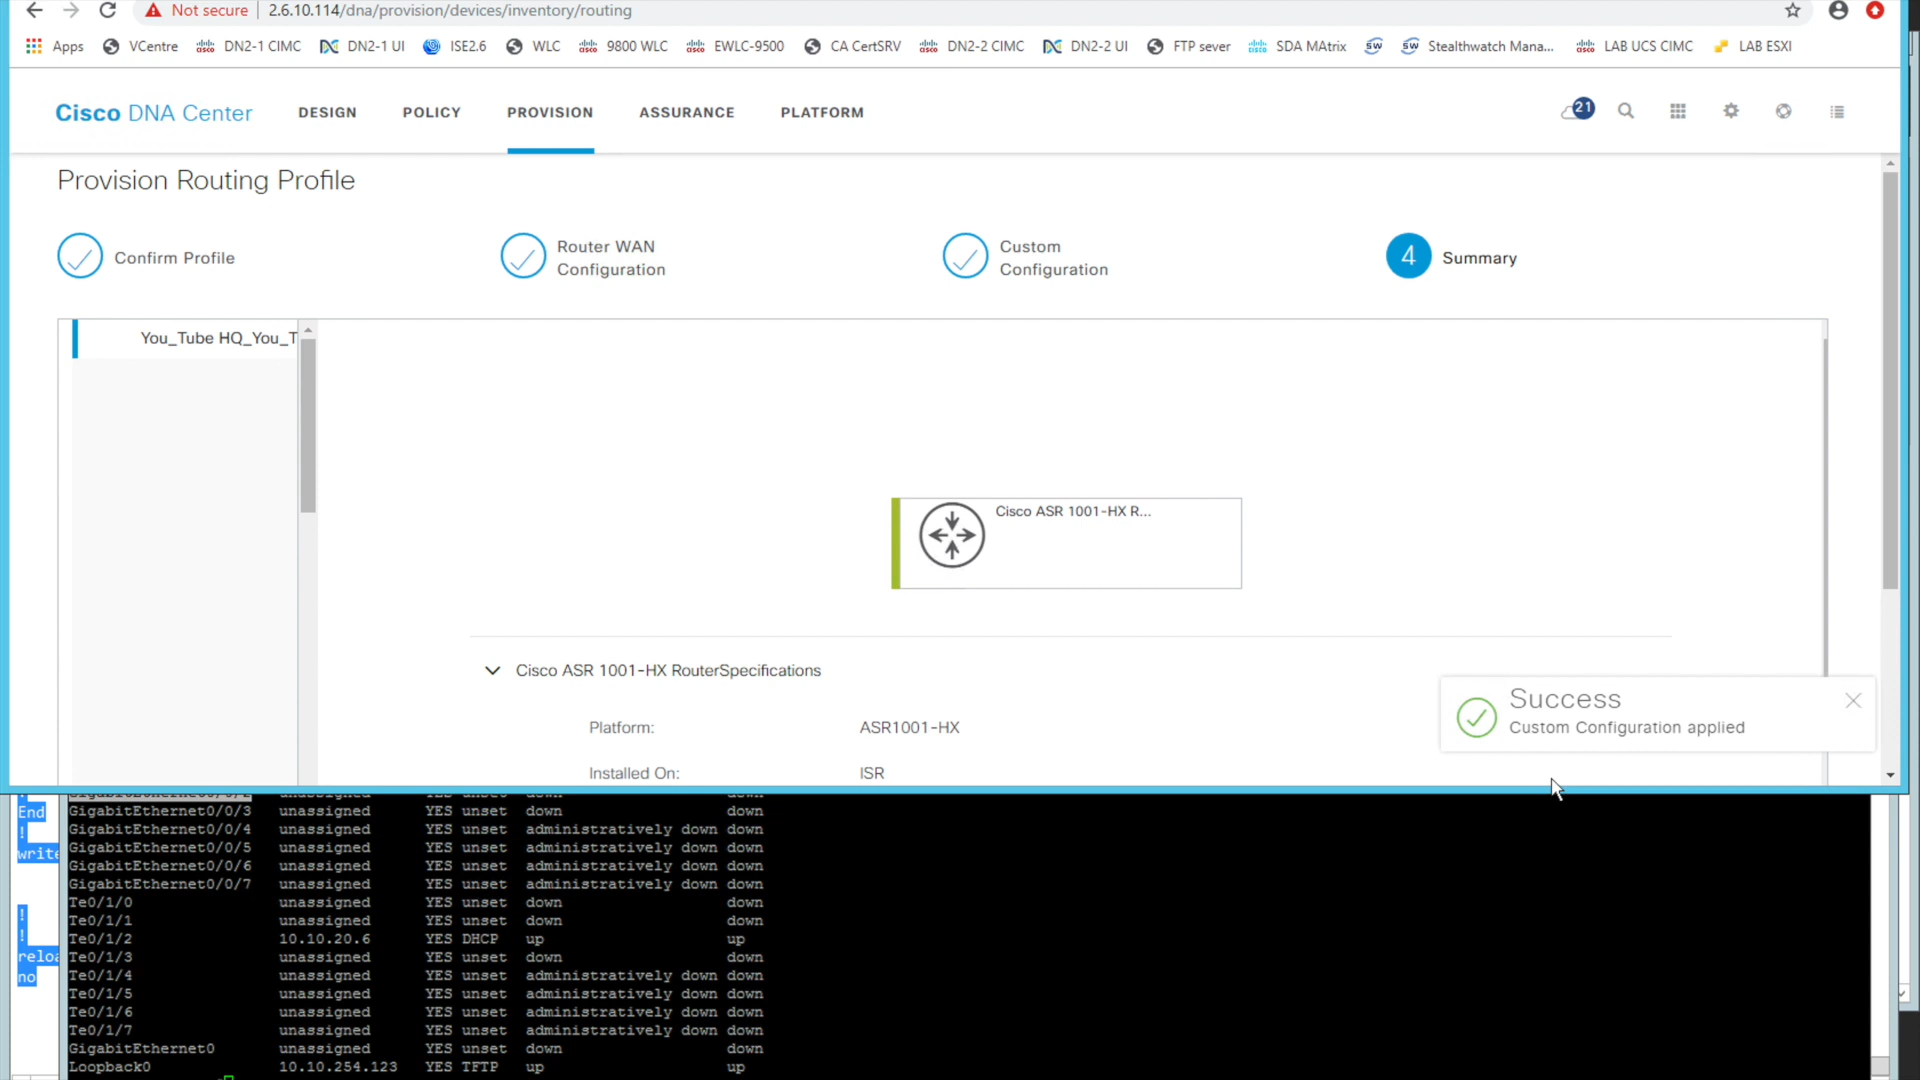 Not secure | 2.6.10.114/dna/provision/devices/inventory/routing
Apps VCentre DN2-1 CIMC DN2-1 UI ISE2.6 WLC 9800 WLC EWLC-9500 CA CertSRV DN2-2 CIMC DN2-2 UI FTP sever SDA MAtrix Stealthwatch Mana... LAB UCS CIMC LAB ESXI
Cisco DNA Center DESIGN POLICY PROVISION ASSURANCE PLATFORM 21
Provision Routing Profile
Confirm Profile
Router WAN
Configuration
Custom
Configuration
4 Summary
You_Tube HQ_You_T
Cisco ASR 1001-HX R...
Cisco ASR 1001-HX RouterSpecifications
Platform: ASR1001-HX
Installed On: ISR
Success
Custom Configuration applied
End
!
write
!
!
reloa
no
GigabitEthernet0/0/3 unassigned YES unset down down
GigabitEthernet0/0/4 unassigned YES unset administratively down down
GigabitEthernet0/0/5 unassigned YES unset administratively down down
GigabitEthernet0/0/6 unassigned YES unset administratively down down
GigabitEthernet0/0/7 unassigned YES unset administratively down down
Te0/1/0 unassigned YES unset down down
Te0/1/1 unassigned YES unset down down
Te0/1/2 10.10.20.6 YES DHCP up up
Te0/1/3 unassigned YES unset down down
Te0/1/4 unassigned YES unset administratively down down
Te0/1/5 unassigned YES unset administratively down down
Te0/1/6 unassigned YES unset administratively down down
Te0/1/7 unassigned YES unset administratively down down
GigabitEthernet0 unassigned YES unset down down
Loopback0 10.10.254.123 YES TFTP up up